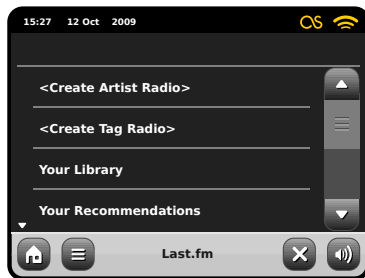 15:27 12 Oct 2009
<Create Artist Radio>
<Create Tag Radio>
Your Library
Your Recommendations
Last.fm